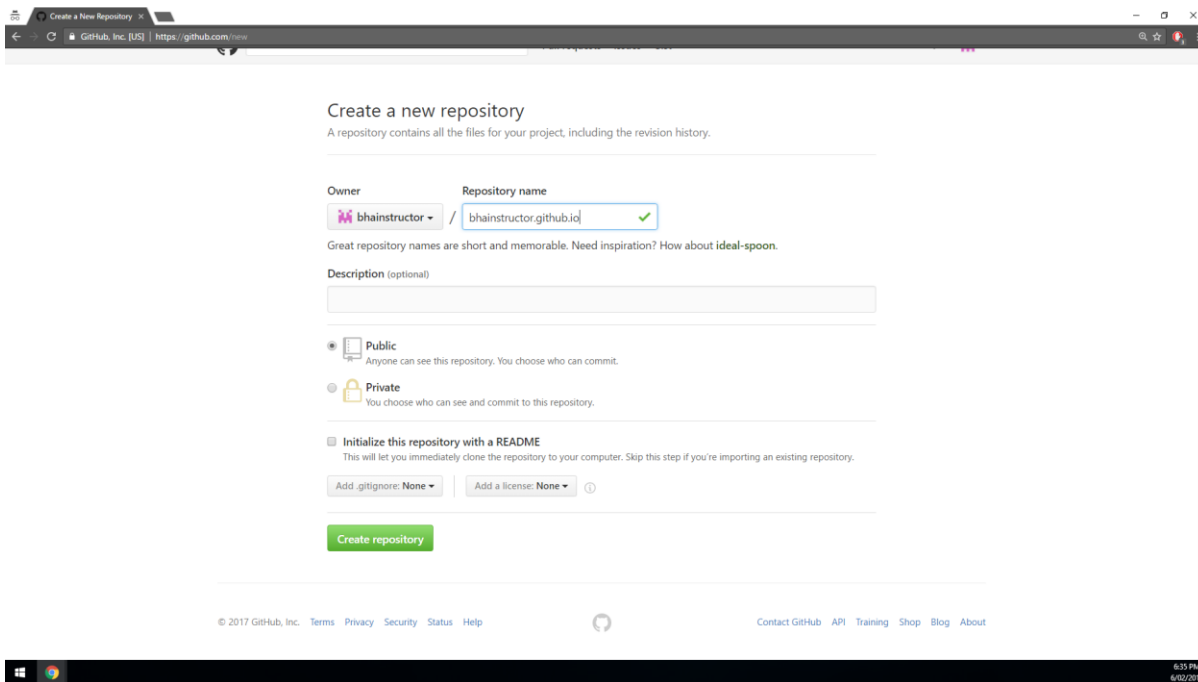 Create a New Repository
GitHub, Inc. [US] | https://github.com/new
Create a new repository
A repository contains all the files for your project, including the revision history.
Owner Repository name
bhainstructor / bhainstructor.github.io
Great repository names are short and memorable. Need inspiration? How about ideal-spoon.
Description (optional)
Public
Anyone can see this repository. You choose who can commit.
Private
You choose who can see and commit to this repository.
Initialize this repository with a README
This will let you immediately clone the repository to your computer. Skip this step if you're importing an existing repository.
Add .gitignore: None Add a license: None
Create repository
© 2017 GitHub, Inc. Terms Privacy Security Status Help Contact GitHub API Training Shop Blog About
6:35 PM